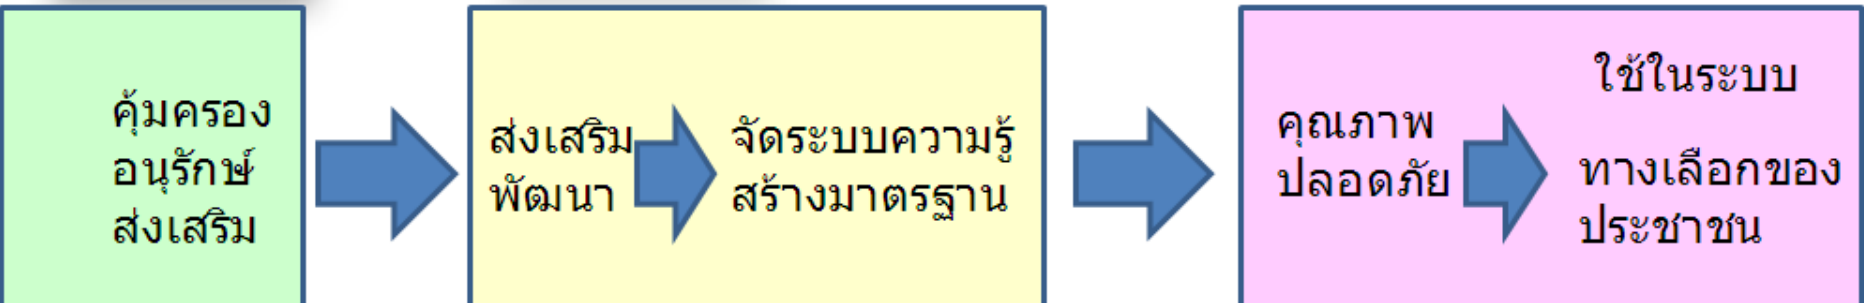 คุ้มครอง
อนุรักษ์
ส่งเสริม
ส่งเสริม
พัฒนา
จัดระบบความรู้
สร้างมาตรฐาน
คุณภาพ
ปลอดภัย
ใช้ในระบบ
ทางเลือกของ
ประชาชน